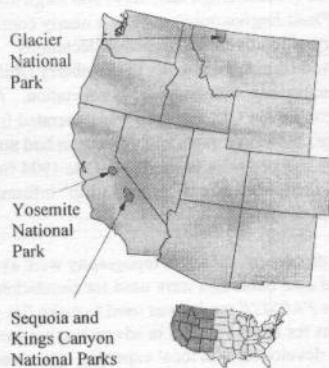 Glacier
National
Park
Yosemite
National
Park
Sequoia and
Kings Canyon
National Parks